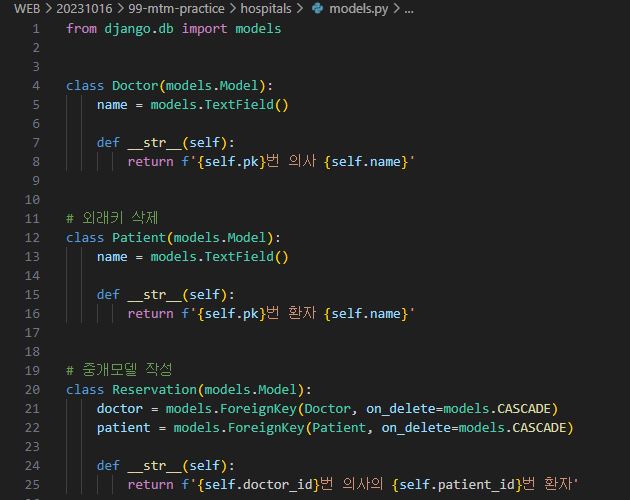 WEB > 20231016 > 99-mtm-practice > hospitals > models.py > ...
1 from django.db import models
2
3
4 class Doctor(models.Model):
5     name = models.TextField()
6
7     def __str__(self):
8         return f'{self.pk}번 의사 {self.name}'
9
10
11 # 외래키 삭제
12 class Patient(models.Model):
13     name = models.TextField()
14
15     def __str__(self):
16         return f'{self.pk}번 환자 {self.name}'
17
18
19 # 중개모델 작성
20 class Reservation(models.Model):
21     doctor = models.ForeignKey(Doctor, on_delete=models.CASCADE)
22     patient = models.ForeignKey(Patient, on_delete=models.CASCADE)
23
24     def __str__(self):
25         return f'{self.doctor_id}번 의사의 {self.patient_id}번 환자'